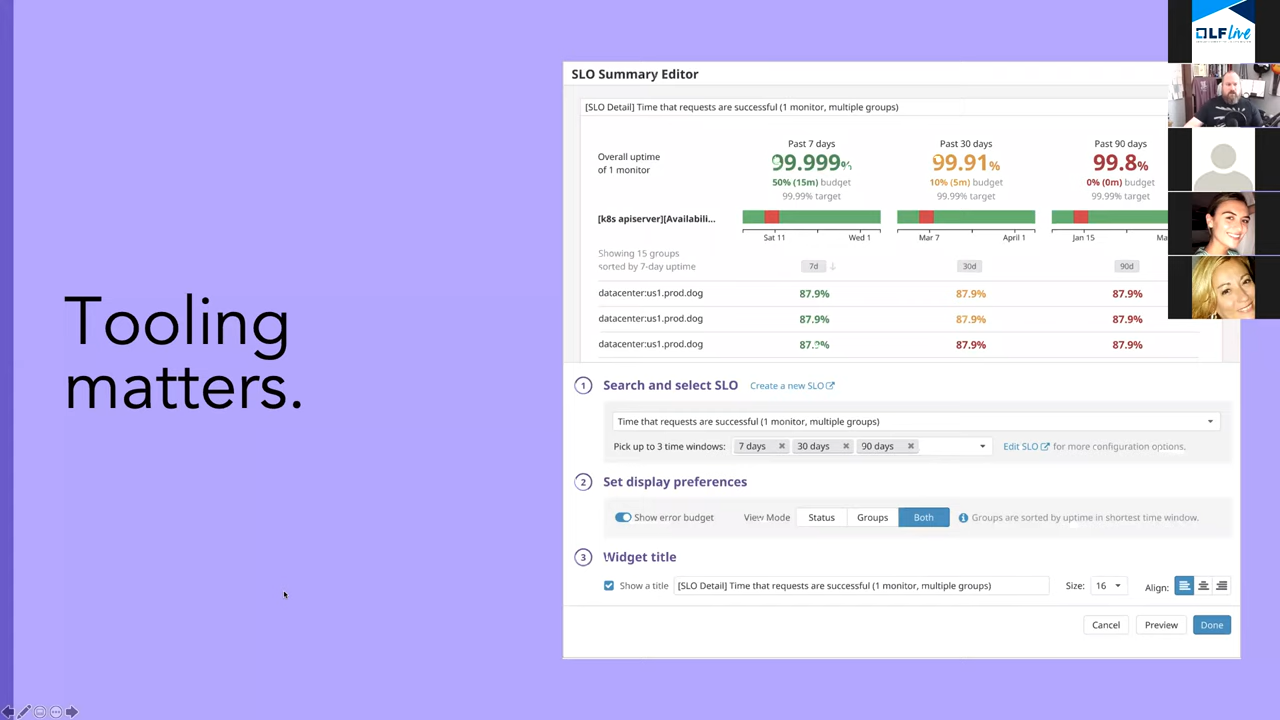 LF Live
SLO Summary Editor
[SLO Detail] Time that requests are successful (1 monitor, multiple groups)
Past 7 days
Past 30 days
Past 90 days
Overall uptime
of 1 monitor
99.999%
99.91%
99.8%
50% (15m) budget
10% (5m) budget
0% (0m) budget
99.99% target
99.99% target
99.99% target
[k8s apiserver][Availabili...
Sat 11
Wed 1
Mar 7
April 1
Jan 15
Showing 15 groups
sorted by 7-day uptime
7d
30d
90d
datacenter:us1.prod.dog 87.9% 87.9% 87.9%
datacenter:us1.prod.dog 87.9% 87.9% 87.9%
datacenter:us1.prod.dog 87.9% 87.9% 87.9%
Tooling
matters.
1 Search and select SLO Create a new SLO
Time that requests are successful (1 monitor, multiple groups)
Pick up to 3 time windows: 7 days 30 days 90 days Edit SLO for more configuration options.
2 Set display preferences
Show error budget View Mode Status Groups Both Groups are sorted by uptime in shortest time window.
3 Widget title
Show a title [SLO Detail] Time that requests are successful (1 monitor, multiple groups) Size: 16 Align:
Cancel Preview Done